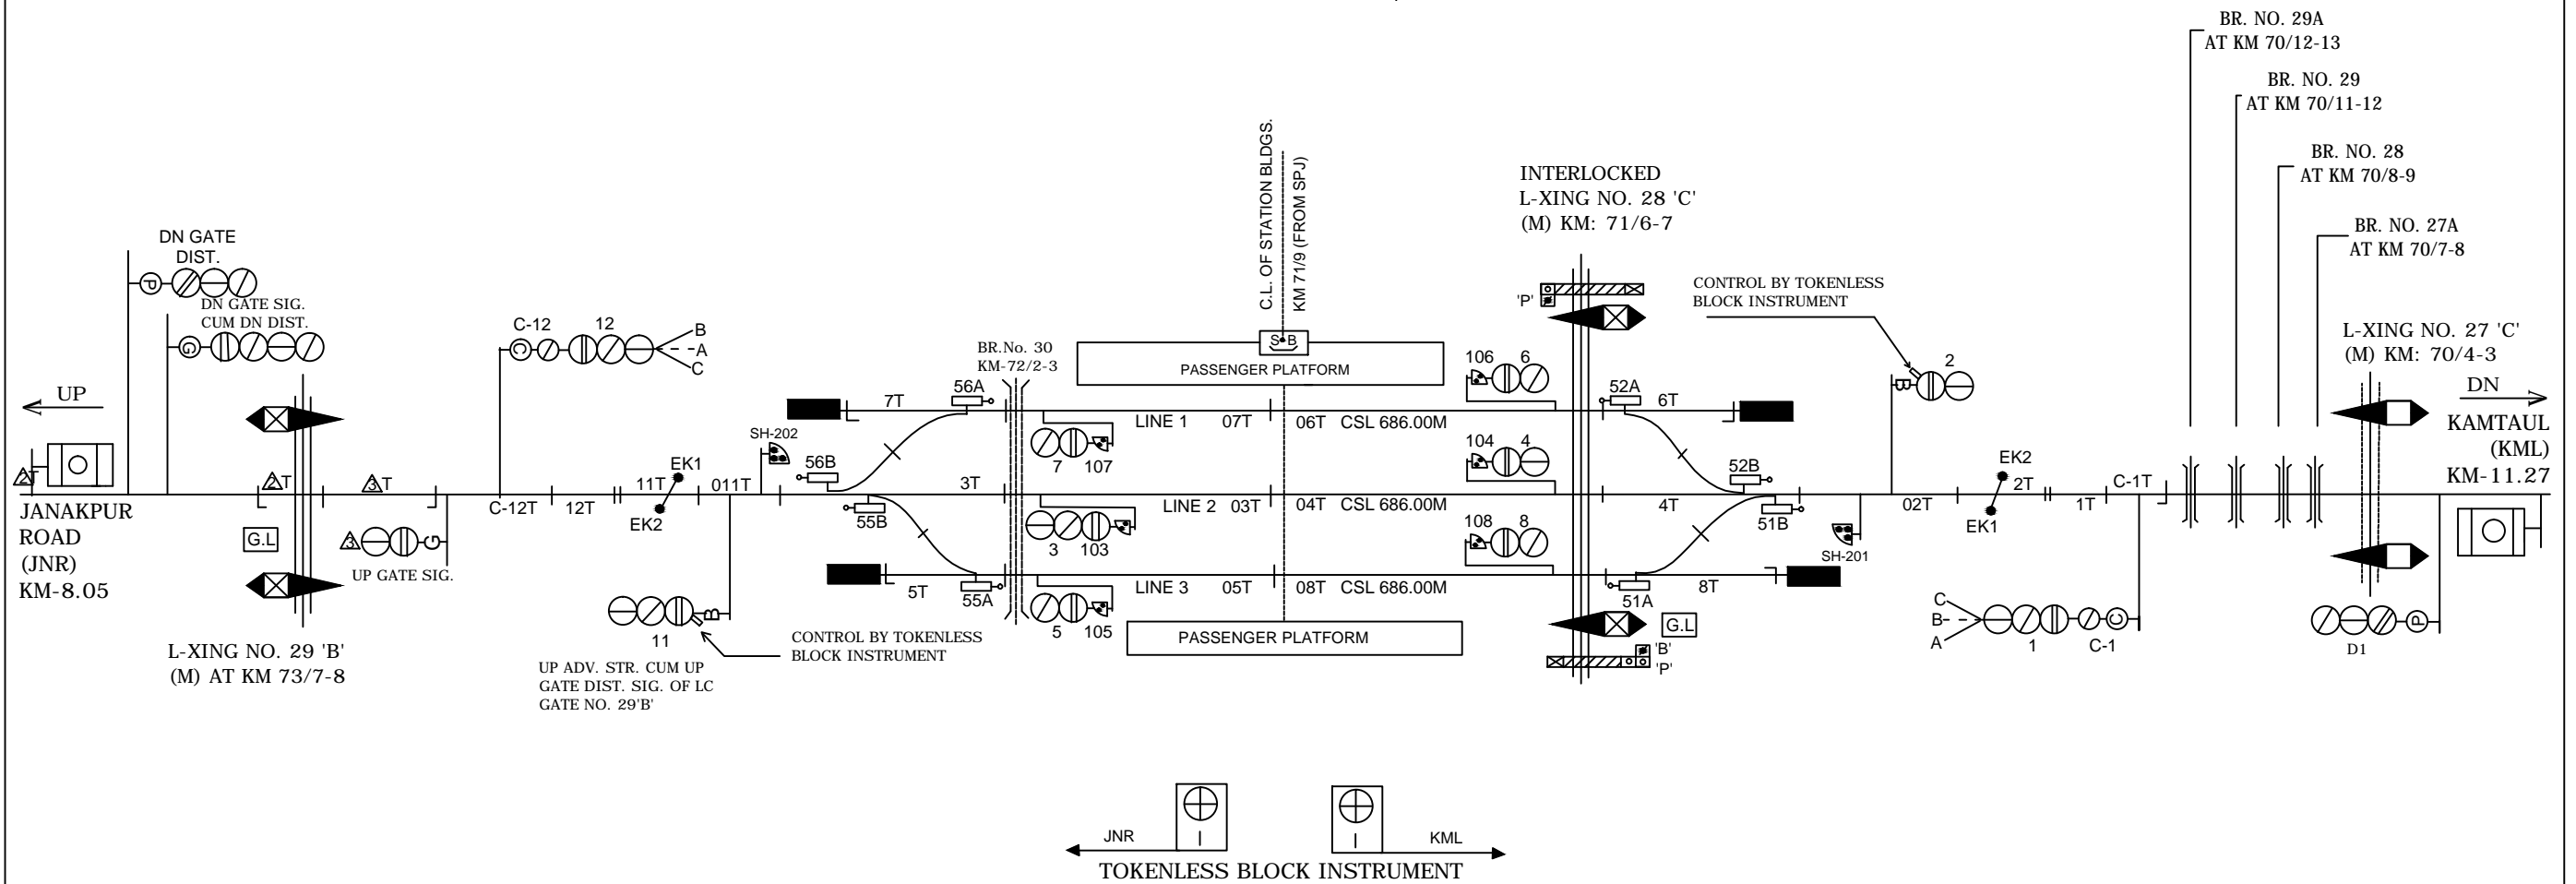 BR. NO. 29A
AT KM 70/12-13
BR. NO. 29
AT KM 70/11-12
BR. NO. 28
AT KM 70/8-9
BR. NO. 27A
AT KM 70/7-8
C.L. OF STATION BLDGS.
KM 71/9 (FROM SPJ)
INTERLOCKED
L-XING NO. 28 'C'
(M) KM: 71/6-7
DN GATE
DIST.
P
DN GATE SIG.
CUM DN DIST.
G
C-12
12
C
B
A
C
BR.No. 30
KM-72/2-3
S B
PASSENGER PLATFORM
'P'
CONTROL BY TOKENLESS
BLOCK INSTRUMENT
2
B
L-XING NO. 27 'C'
(M) KM: 70/4-3
UP
DN
KAMTAUL
(KML)
KM-11.27
106
6
7T
56A
LINE 1
07T
06T
CSL 686.00M
52A
6T
7
107
SH-202
56B
104
4
52B
2T
2T
3T
EK1
11T
EK2
011T
C-12T
12T
55B
3T
LINE 2
03T
04T
CSL 686.00M
4T
51B
02T
EK2
2T
EK1
1T
C-1T
JANAKPUR
ROAD
(JNR)
KM-8.05
G.L
3
G
UP GATE SIG.
3
103
108
8
SH-201
5T
55A
LINE 3
05T
08T
CSL 686.00M
51A
8T
5
105
11
B
CONTROL BY TOKENLESS
BLOCK INSTRUMENT
UP ADV. STR. CUM UP
GATE DIST. SIG. OF LC
GATE NO. 29'B'
PASSENGER PLATFORM
G.L
'B'
'P'
C
B
A
1
C-1
C
P
D1
L-XING NO. 29 'B'
(M) AT KM 73/7-8
JNR
KML
TOKENLESS BLOCK INSTRUMENT